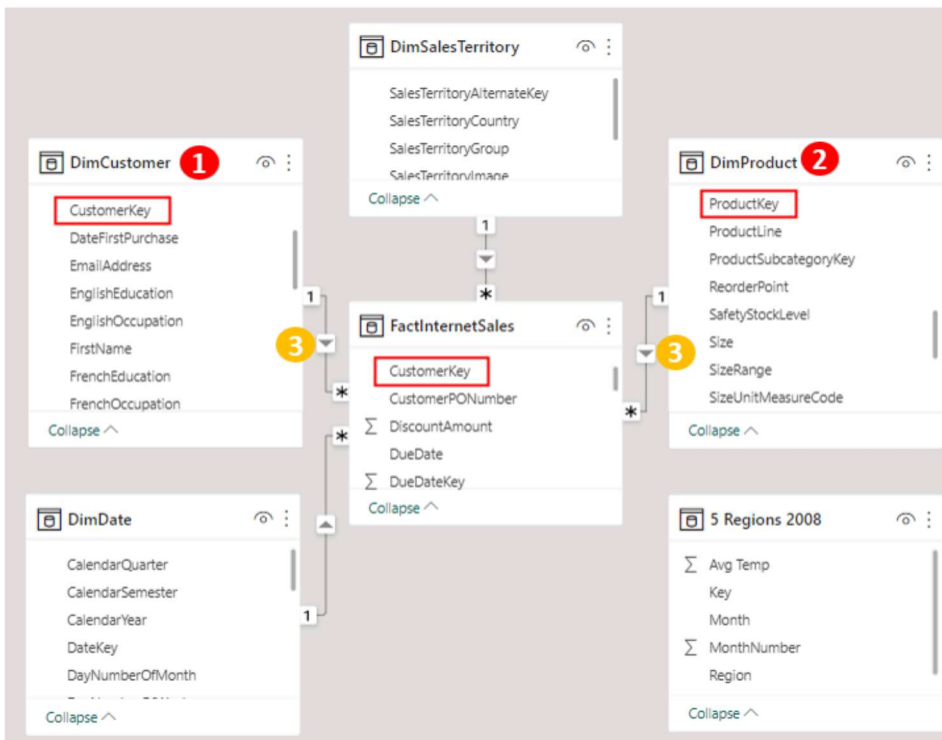 DimSalesTerritory
SalesTerritoryAlternateKey
SalesTerritoryCountry
SalesTerritoryGroup
SalesTerritoryImage
Collapse
DimCustomer 1
CustomerKey
DateFirstPurchase
EmailAddress
EnglishEducation
EnglishOccupation
FirstName
FrenchEducation
FrenchOccupation
Collapse
DimProduct 2
ProductKey
ProductLine
ProductSubcategoryKey
ReorderPoint
SafetyStockLevel
Size
SizeRange
SizeUnitMeasureCode
Collapse
1
*
1
3
*
1
3
*
FactInternetSales
CustomerKey
CustomerPONumber
∑ DiscountAmount
DueDate
∑ DueDateKey
Collapse
*
1
DimDate
CalendarQuarter
CalendarSemester
CalendarYear
DateKey
DayNumberOfMonth
Collapse
5 Regions 2008
∑ Avg Temp
Key
Month
∑ MonthNumber
Region
Collapse